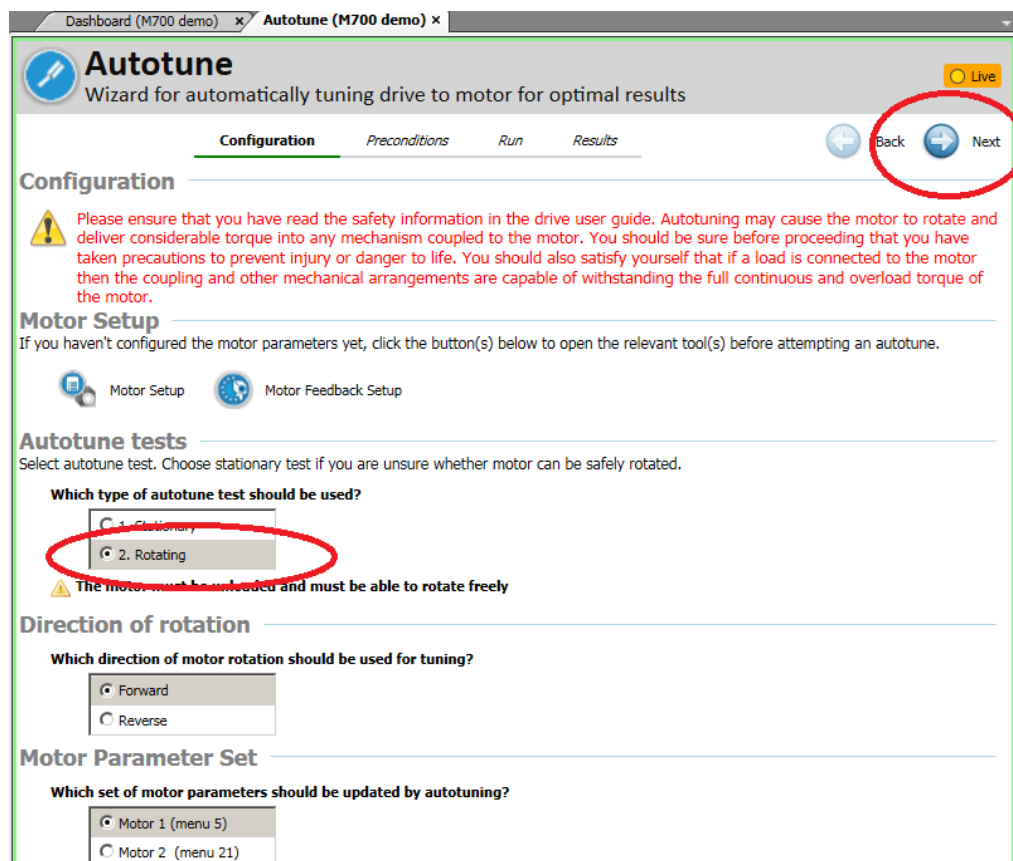 Dashboard (M700 demo) × Autotune (M700 demo) ×
Autotune
Wizard for automatically tuning drive to motor for optimal results
Live
Configuration Preconditions Run Results Back Next
Configuration
Please ensure that you have read the safety information in the drive user guide. Autotuning may cause the motor to rotate and
deliver considerable torque into any mechanism coupled to the motor. You should be sure before proceeding that you have
taken precautions to prevent injury or danger to life. You should also satisfy yourself that if a load is connected to the motor
then the coupling and other mechanical arrangements are capable of withstanding the full continuous and overload torque of
the motor.
Motor Setup
If you haven't configured the motor parameters yet, click the button(s) below to open the relevant tool(s) before attempting an autotune.
Motor Setup Motor Feedback Setup
Autotune tests
Select autotune test. Choose stationary test if you are unsure whether motor can be safely rotated.
Which type of autotune test should be used?
1. Stationary
2. Rotating
The motor must be unloaded and must be able to rotate freely
Direction of rotation
Which direction of motor rotation should be used for tuning?
Forward
Reverse
Motor Parameter Set
Which set of motor parameters should be updated by autotuning?
Motor 1 (menu 5)
Motor 2 (menu 21)